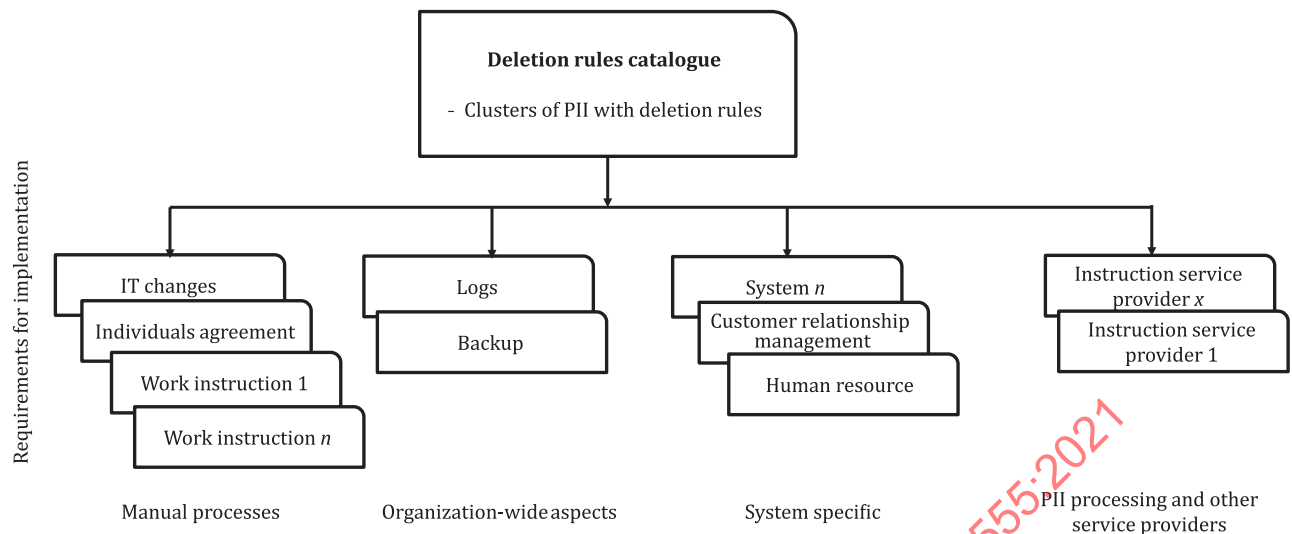 Deletion rules catalogue
- Clusters of PII with deletion rules
Requirements for implementation
IT changes
Individuals agreement
Work instruction 1
Work instruction n
Logs
Backup
System n
Customer relationship
management
Human resource
Instruction service
provider x
Instruction service
provider 1
Manual processes
Organization-wide aspects
System specific
PII processing and other
service providers
555:2021